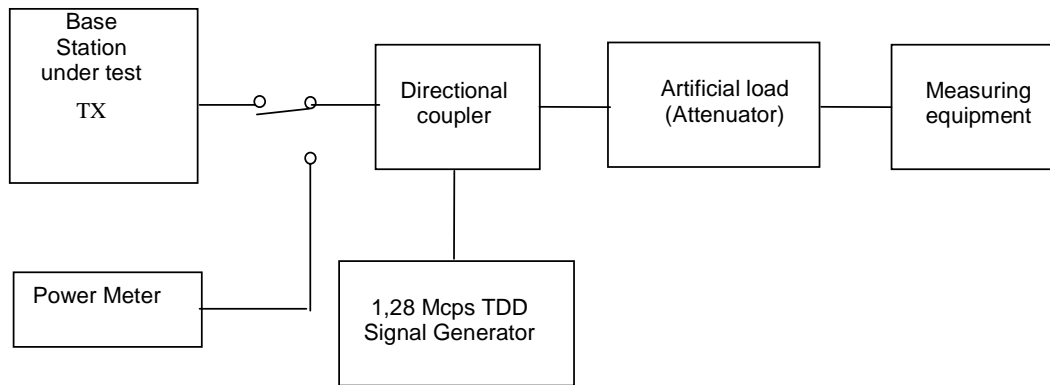 Base
Station
under test
TX
Directional
coupler
Artificial load
(Attenuator)
Measuring
equipment
Power Meter
1,28 Mcps TDD
Signal Generator